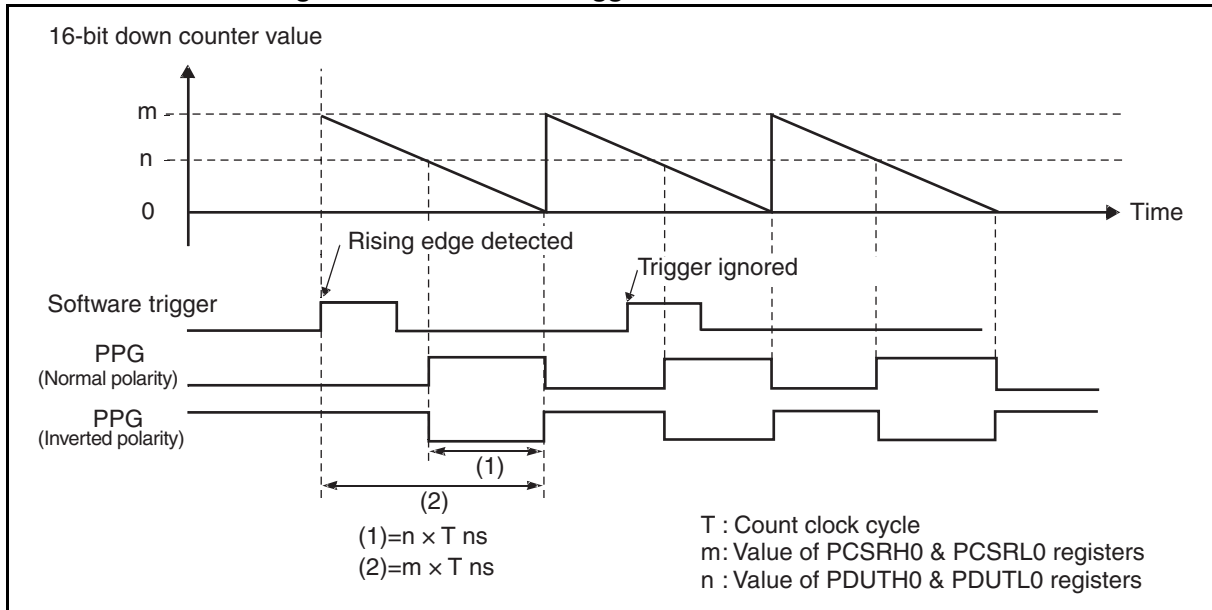 16-bit down counter value
m
n
0
Time
Rising edge detected
Trigger ignored
Software trigger
PPG
(Normal polarity)
PPG
(Inverted polarity)
(1)
(2)
(1)=n × T ns
(2)=m × T ns
T : Count clock cycle
m: Value of PCSRH0 & PCSRL0 registers
n : Value of PDUTH0 & PDUTL0 registers